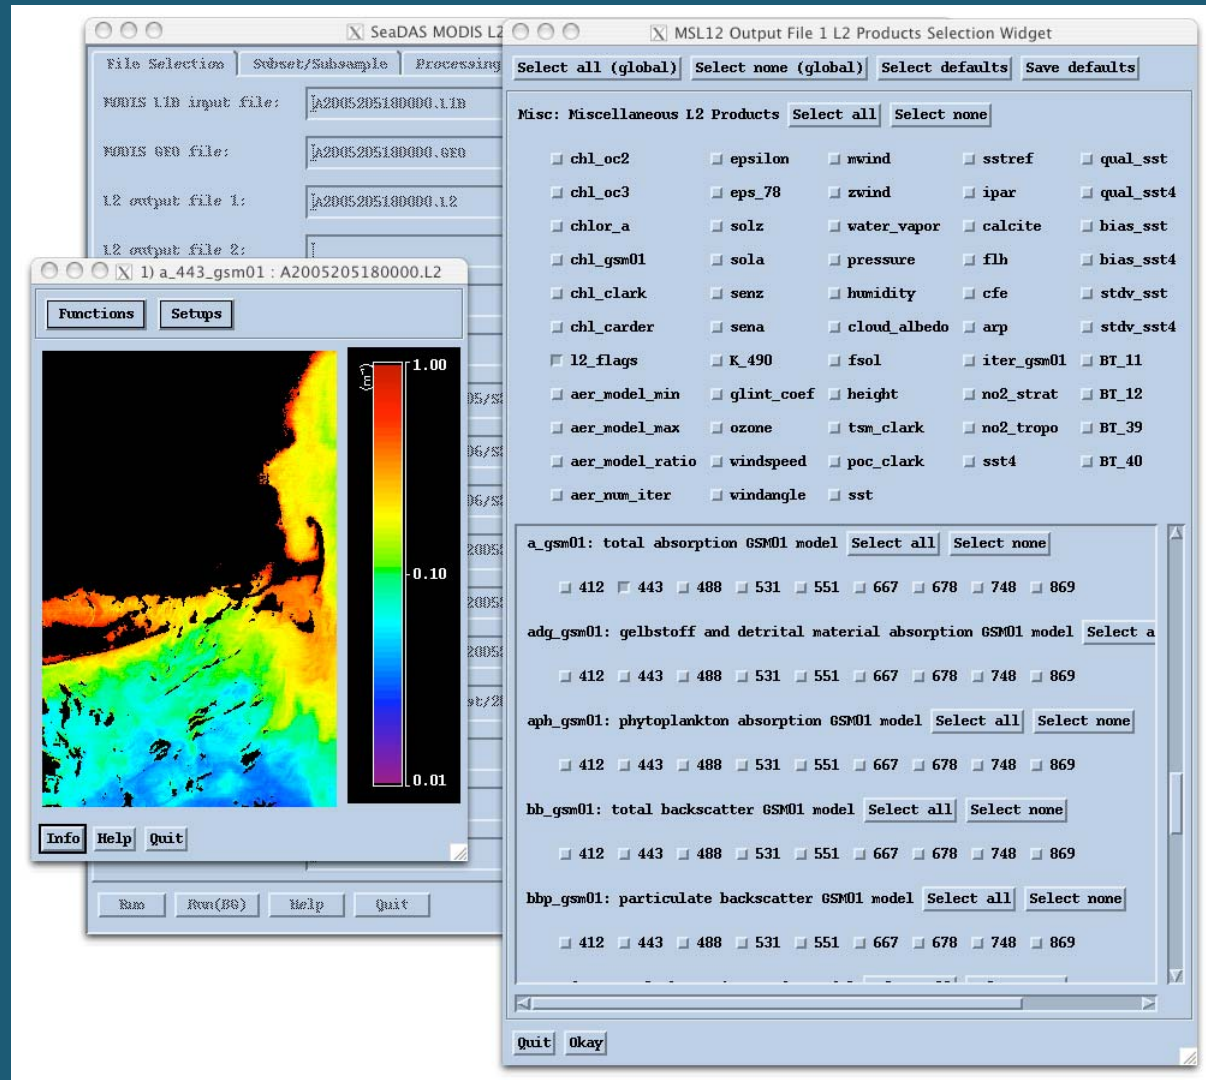 SeaDAS MODIS L2
File Selection Subset/Subsample Processing
MODIS L1B input file: A2005205180000.L1B
MODIS GEO file: A2005205180000.GEO
L2 output file 1: A2005205180000.L2
L2 output file 2:
1) a_443_gsm01 : A2005205180000.L2
Functions Setups
(m⁻¹)
1.00
0.10
0.01
Info Help Quit
Run Run(BG) Help Quit
MSL12 Output File 1 L2 Products Selection Widget
Select all (global) Select none (global) Select defaults Save defaults
Misc: Miscellaneous L2 Products Select all Select none
chl_oc2 epsilon mwind sstref qual_sst
chl_oc3 eps_78 zwind ipar qual_sst4
chlor_a solz water_vapor calcite bias_sst
chl_gsm01 sola pressure flh bias_sst4
chl_clark senz humidity cfe stdv_sst
chl_carder sena cloud_albedo arp stdv_sst4
l2_flags K_490 fsol iter_gsm01 BT_11
aer_model_min glint_coef height no2_strat BT_12
aer_model_max ozone tsm_clark no2_tropo BT_39
aer_model_ratio windspeed poc_clark sst4 BT_40
aer_num_iter windangle sst
a_gsm01: total absorption GSM01 model Select all Select none
412 443 488 531 551 667 678 748 869
adg_gsm01: gelbstoff and detrital material absorption GSM01 model Select a
412 443 488 531 551 667 678 748 869
aph_gsm01: phytoplankton absorption GSM01 model Select all Select none
412 443 488 531 551 667 678 748 869
bb_gsm01: total backscatter GSM01 model Select all Select none
412 443 488 531 551 667 678 748 869
bbp_gsm01: particulate backscatter GSM01 model Select all Select none
412 443 488 531 551 667 678 748 869
Quit Okay